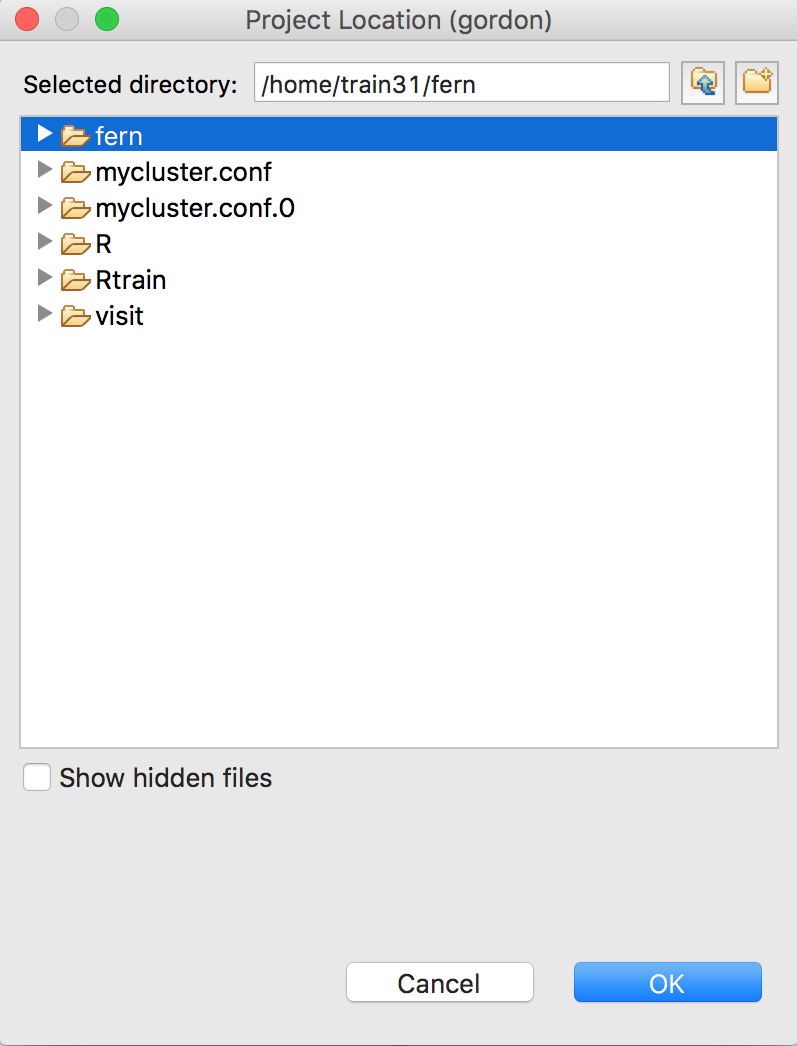 Project Location (gordon)
Selected directory: /home/train31/fern
fern
mycluster.conf
mycluster.conf.0
R
Rtrain
visit
Show hidden files
Cancel OK